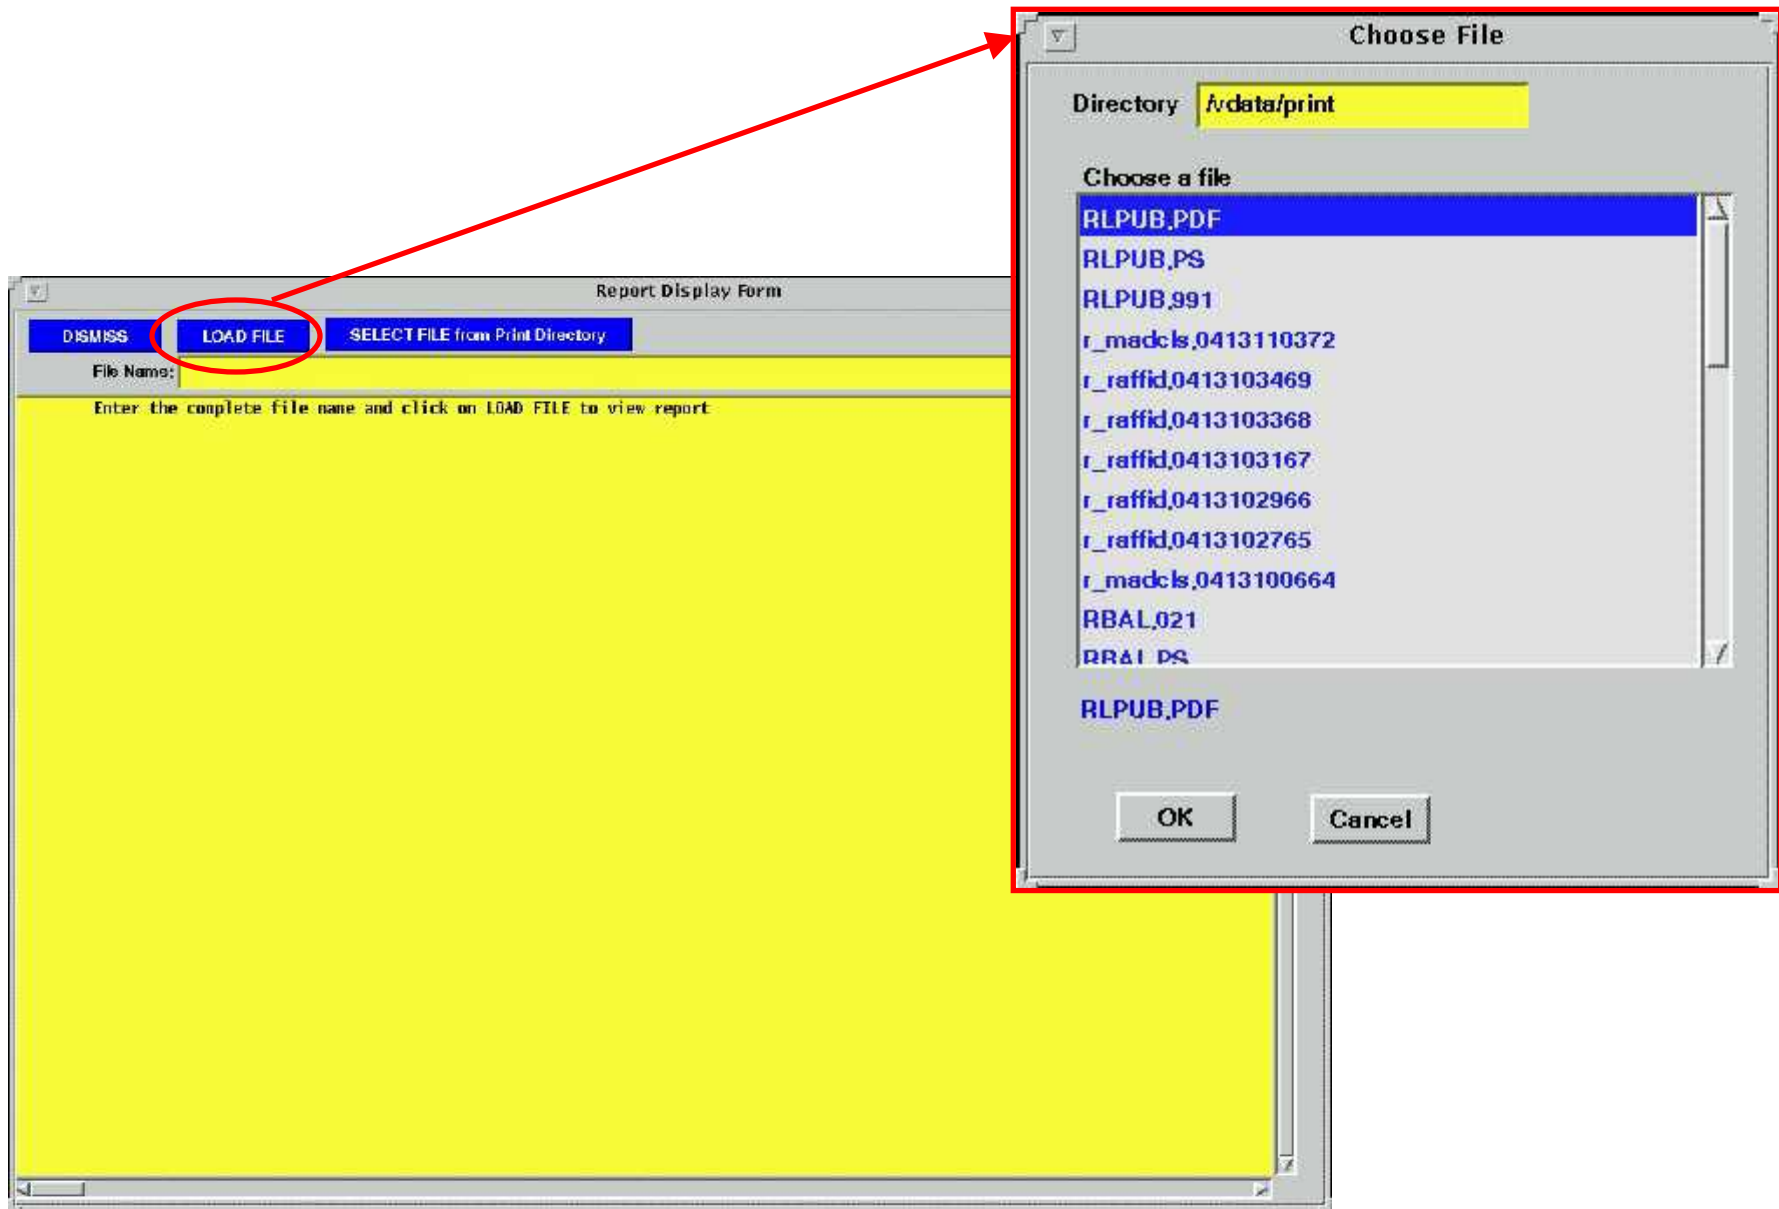 Choose File
Directory /vdata/print
Choose a file
RLPUB.PDF
RLPUB.PS
RLPUB.991
r_madcls.0413110372
r_raffid.0413103469
r_raffid.0413103368
r_raffid.0413103167
r_raffid.0413102966
r_raffid.0413102765
r_madcls.0413100664
RBAL.021
RBAL.PS
RLPUB.PDF
OK Cancel
Report Display Form
DISMISS LOAD FILE SELECT FILE from Print Directory
File Name:
Enter the complete file name and click on LOAD FILE to view report